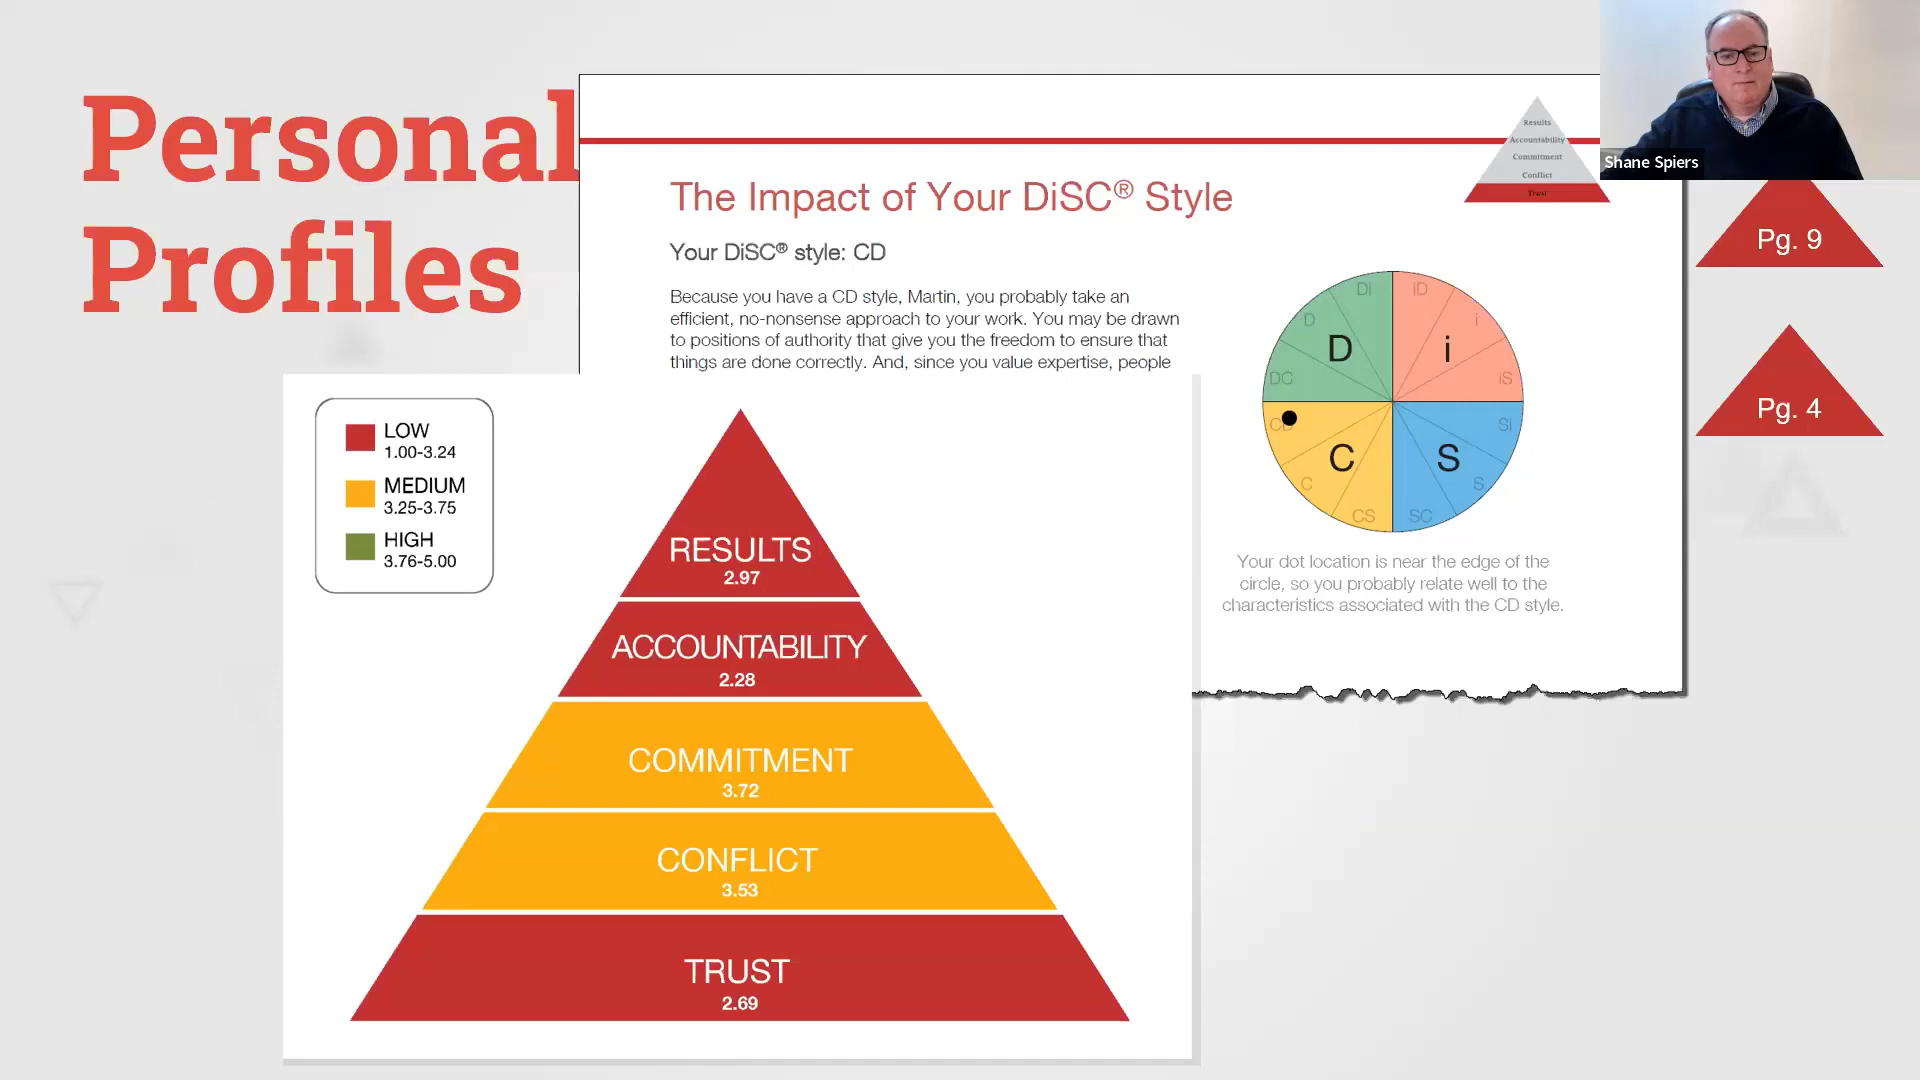 Personal
Profiles
The Impact of Your DiSC® Style
Your DiSC® style: CD
Because you have a CD style, Martin, you probably take an
efficient, no-nonsense approach to your work. You may be drawn
to positions of authority that give you the freedom to ensure that
things are done correctly. And, since you value expertise, people
Results
Accountability
Commitment
Conflict
Trust
Shane Spiers
Pg. 9
Pg. 4
Di
iD
D
i
D
i
DC
iS
CD
Si
C
S
C
S
CS
SC
Your dot location is near the edge of the
circle, so you probably relate well to the
characteristics associated with the CD style.
LOW
1.00-3.24
MEDIUM
3.25-3.75
HIGH
3.76-5.00
RESULTS
2.97
ACCOUNTABILITY
2.28
COMMITMENT
3.72
CONFLICT
3.53
TRUST
2.69